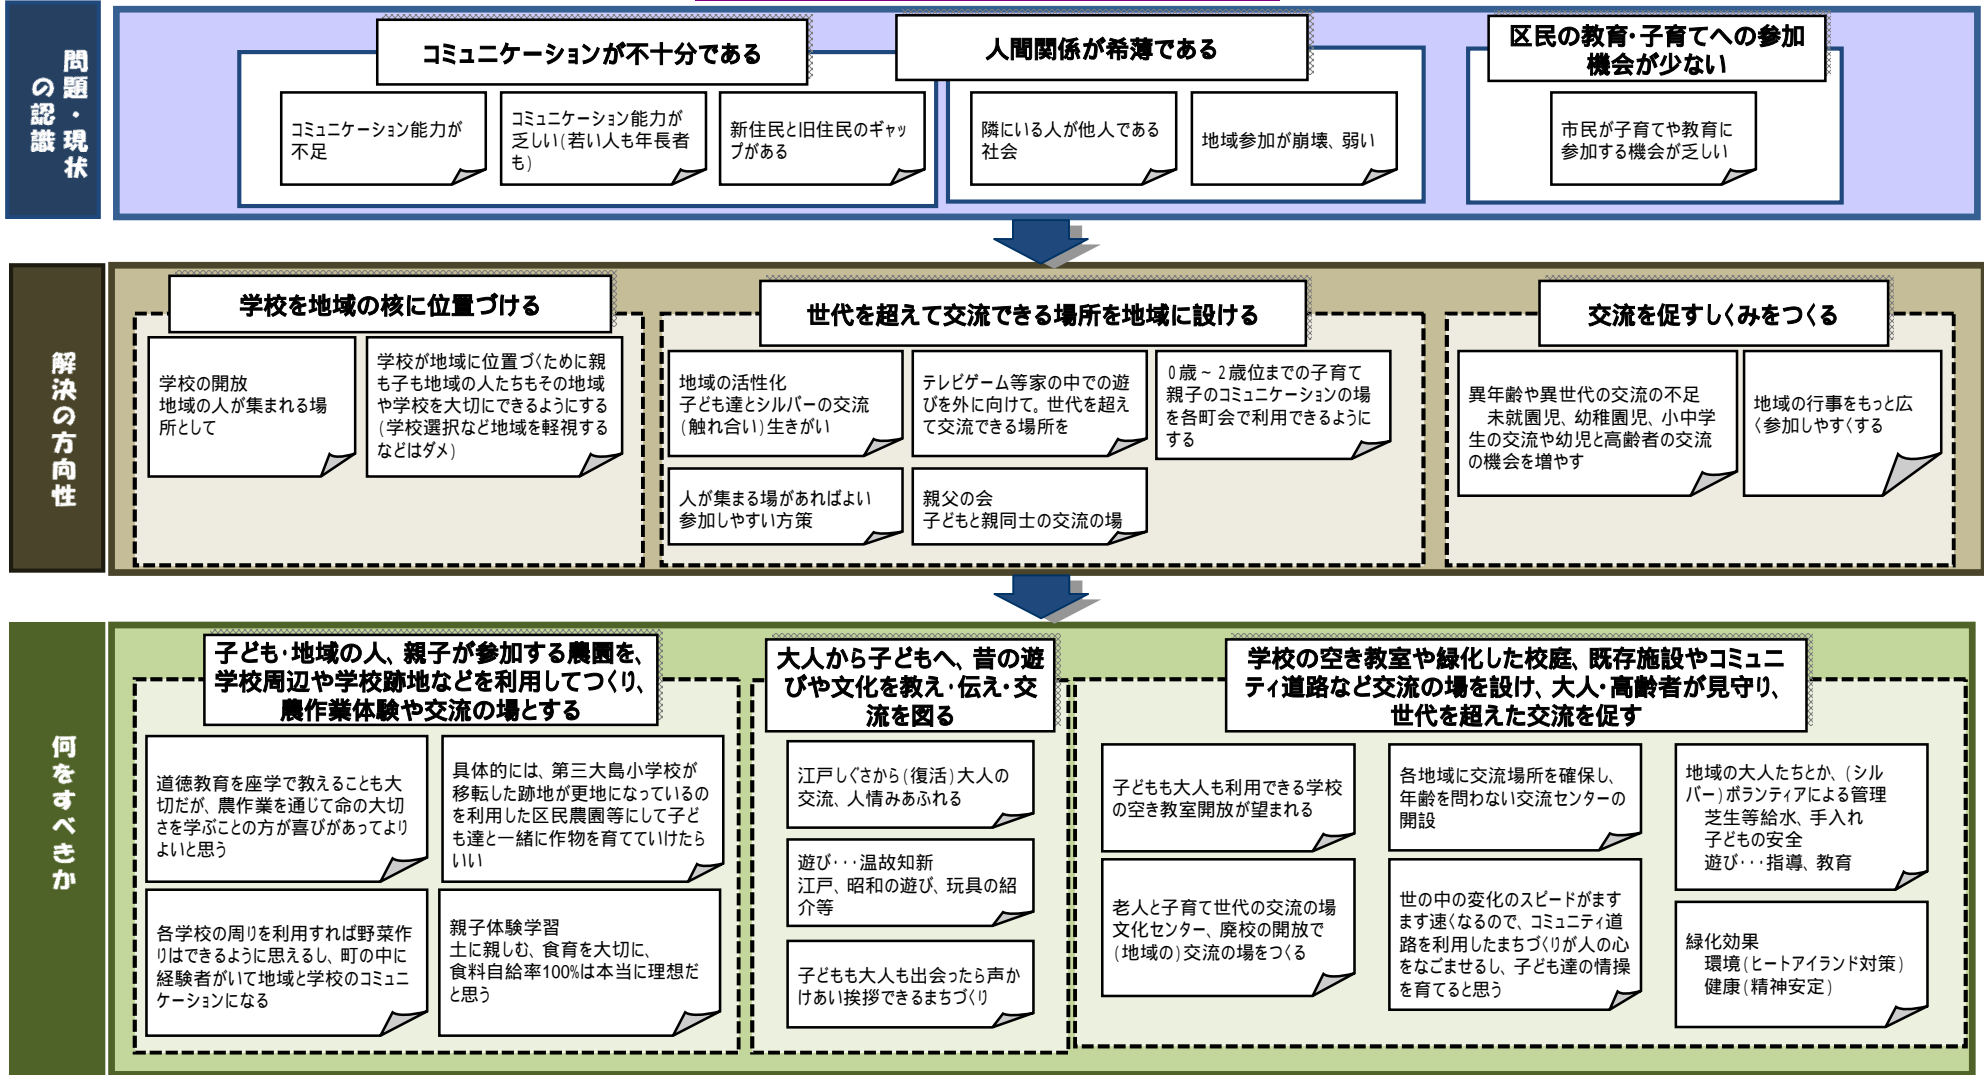 問題・現状
の認識
コミュニケーションが不十分である
コミュニケーション能力が
不足
コミュニケーション能力が
乏しい(若い人も年長者
も)
新住民と旧住民のギャッ
プがある
人間関係が希薄である
隣にいる人が他人である
社会
地域参加が崩壊、弱い
区民の教育・子育てへの参加
機会が少ない
市民が子育てや教育に
参加する機会が乏しい
解決の方向性
学校を地域の核に位置づける
学校の開放
地域の人が集まれる場
所として
学校が地域に位置づくために親
も子も地域の人たちもその地域
や学校を大切にできるようにする
(学校選択など地域を軽視する
などはダメ)
世代を超えて交流できる場所を地域に設ける
地域の活性化
子ども達とシルバーの交流
(触れ合い)生きがい
テレビゲーム等家の中での遊
びを外に向けて。世代を超え
て交流できる場所を
0歳～2歳位までの子育て
親子のコミュニケーションの場
を各町会で利用できるように
する
人が集まる場があればよい
参加しやすい方策
親父の会
子どもと親同士の交流の場
交流を促すしくみをつくる
異年齢や異世代の交流の不足
未就園児、幼稚園児、小中学
生の交流や幼児と高齢者の交流
の機会を増やす
地域の行事をもっと広
く参加しやすくする
何をすべきか
子ども・地域の人、親子が参加する農園を、
学校周辺や学校跡地などを利用してつくり、
農作業体験や交流の場とする
道徳教育を座学で教えることも大
切だが、農作業を通じて命の大切
さを学ぶことの方が喜びがあってより
よいと思う
具体的には、第三大島小学校が
移転した跡地が更地になっているの
を利用した区民農園等にして子ど
も達と一緒に作物を育てていけたら
いい
各学校の周りを利用すれば野菜作
りはできるように思えるし、町の中に
経験者がいて地域と学校のコミュニ
ケーションになる
親子体験学習
土に親しむ、食育を大切に、
食料自給率100%は本当に理想だ
と思う
大人から子どもへ、昔の遊
びや文化を教え・伝え・交
流を図る
江戸しぐさから(復活)大人の
交流、人情みあふれる
遊び・・・温故知新
江戸、昭和の遊び、玩具の紹
介等
子どもも大人も出会ったら声か
けあい挨拶できるまちづくり
学校の空き教室や緑化した校庭、既存施設やコミュニ
ティ道路など交流の場を設け、大人・高齢者が見守り、
世代を超えた交流を促す
子どもも大人も利用できる学校
の空き教室開放が望まれる
各地域に交流場所を確保し、
年齢を問わない交流センターの
開設
地域の大人たちとか、(シル
バー)ボランティアによる管理
芝生等給水、手入れ
子どもの安全
遊び・・・指導、教育
老人と子育て世代の交流の場
文化センター、廃校の開放で
(地域の)交流の場をつくる
世の中の変化のスピードがます
ます速くなるので、コミュニティ道
路を利用したまちづくりが人の心
をなごませるし、子ども達の情操
を育てると思う
緑化効果
環境(ヒートアイランド対策)
健康(精神安定)